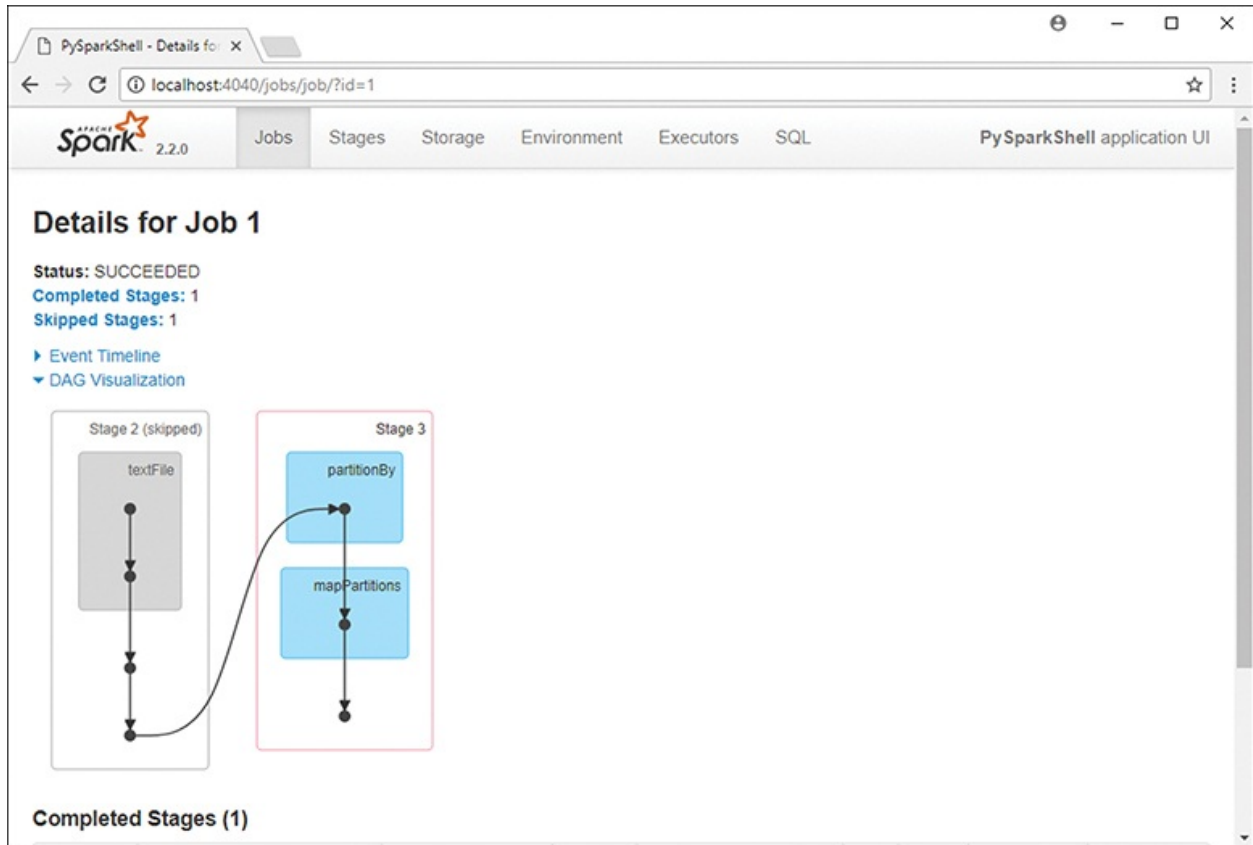 PySparkShell - Details for
localhost:4040/jobs/job/?id=1
APACHE Spark 2.2.0 Jobs Stages Storage Environment Executors SQL PySparkShell application UI
Details for Job 1
Status: SUCCEEDED
Completed Stages: 1
Skipped Stages: 1
Event Timeline
DAG Visualization
Stage 2 (skipped) Stage 3
textFile partitionBy
mapPartitions
Completed Stages (1)